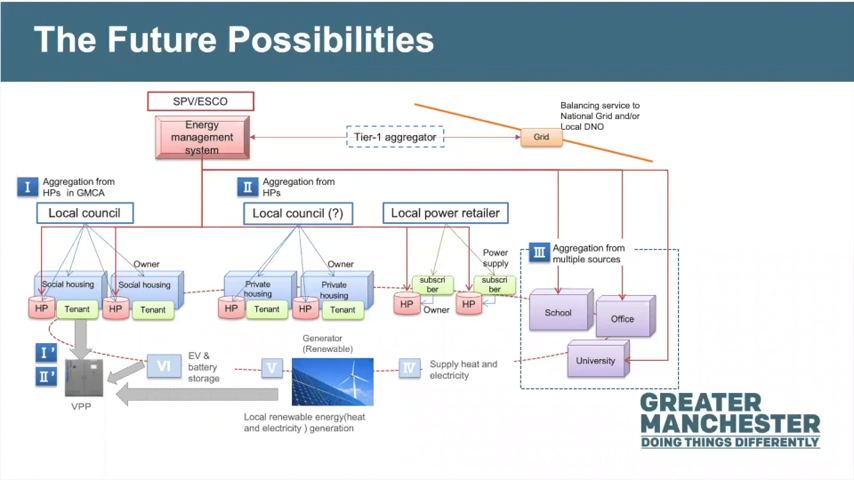 The Future Possibilities
SPV/ESCO
Energy
management
system
Tier-1 aggregator
Grid
Balancing service to
National Grid and/or
Local DNO
I
Aggregation from
HPs in GMCA
II
Aggregation from
HPs
Local council
Local council (?)
Local power retailer
III
Aggregation from
multiple sources
Owner
Owner
Power
supply
Social housing
Social housing
Private
housing
Private
housing
subscri
ber
subscri
ber
HP
Tenant
HP
Tenant
HP
Tenant
HP
Tenant
HP
Owner
HP
School
Office
University
I'
II'
VPP
VI
EV &
battery
storage
V
Generator
(Renewable)
IV
Supply heat and
electricity
Local renewable energy(heat
and electricity ) generation
GREATER
MANCHESTER
DOING THINGS DIFFERENTLY